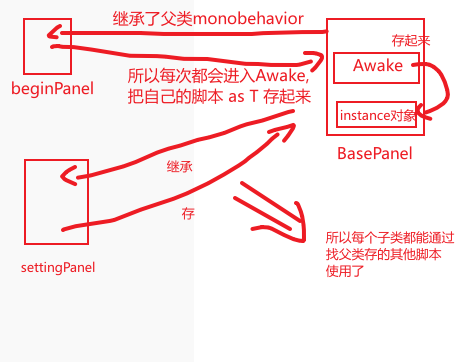 继承了父类monobehavior
存起来
beginPanel
Awake
所以每次都会进入Awake,
把自己的脚本 as T 存起来
instance对象
BasePanel
继承
存
settingPanel
所以每个子类都能通过
找父类存的其他脚本
使用了